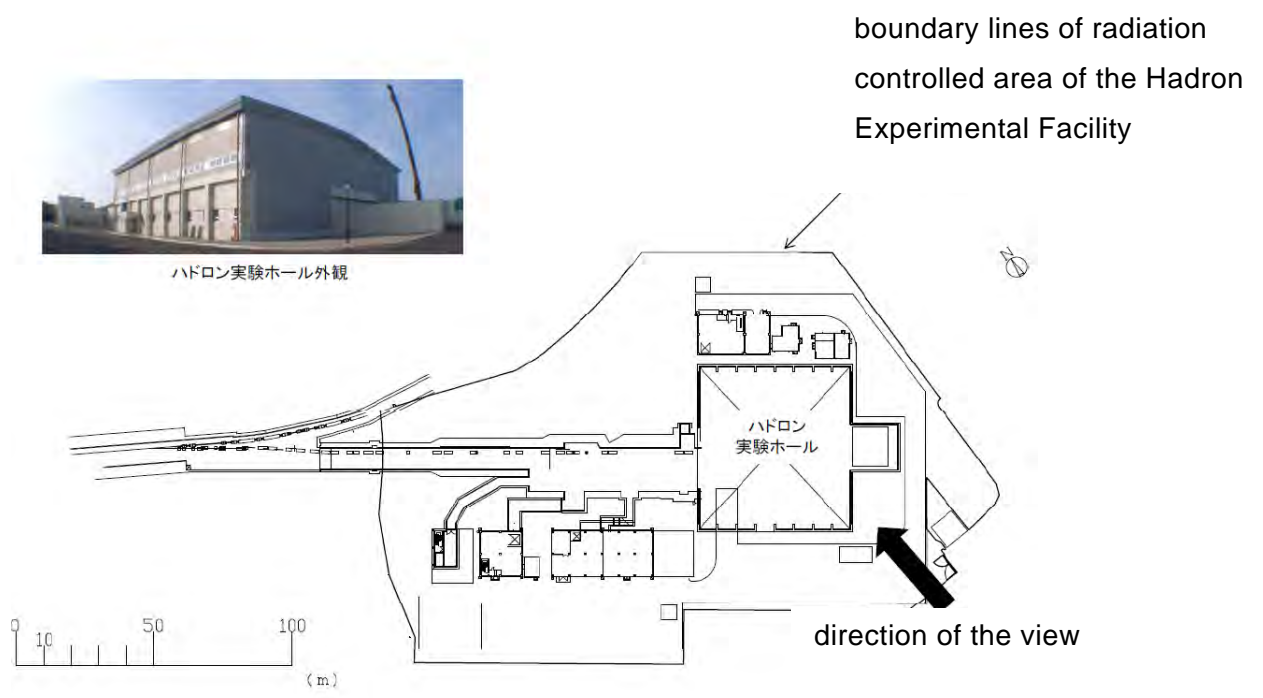 boundary lines of radiation
controlled area of the Hadron
Experimental Facility
ハドロン実験ホール外観
N
ハドロン
実験ホール
direction of the view
0
10
50
100
(m)